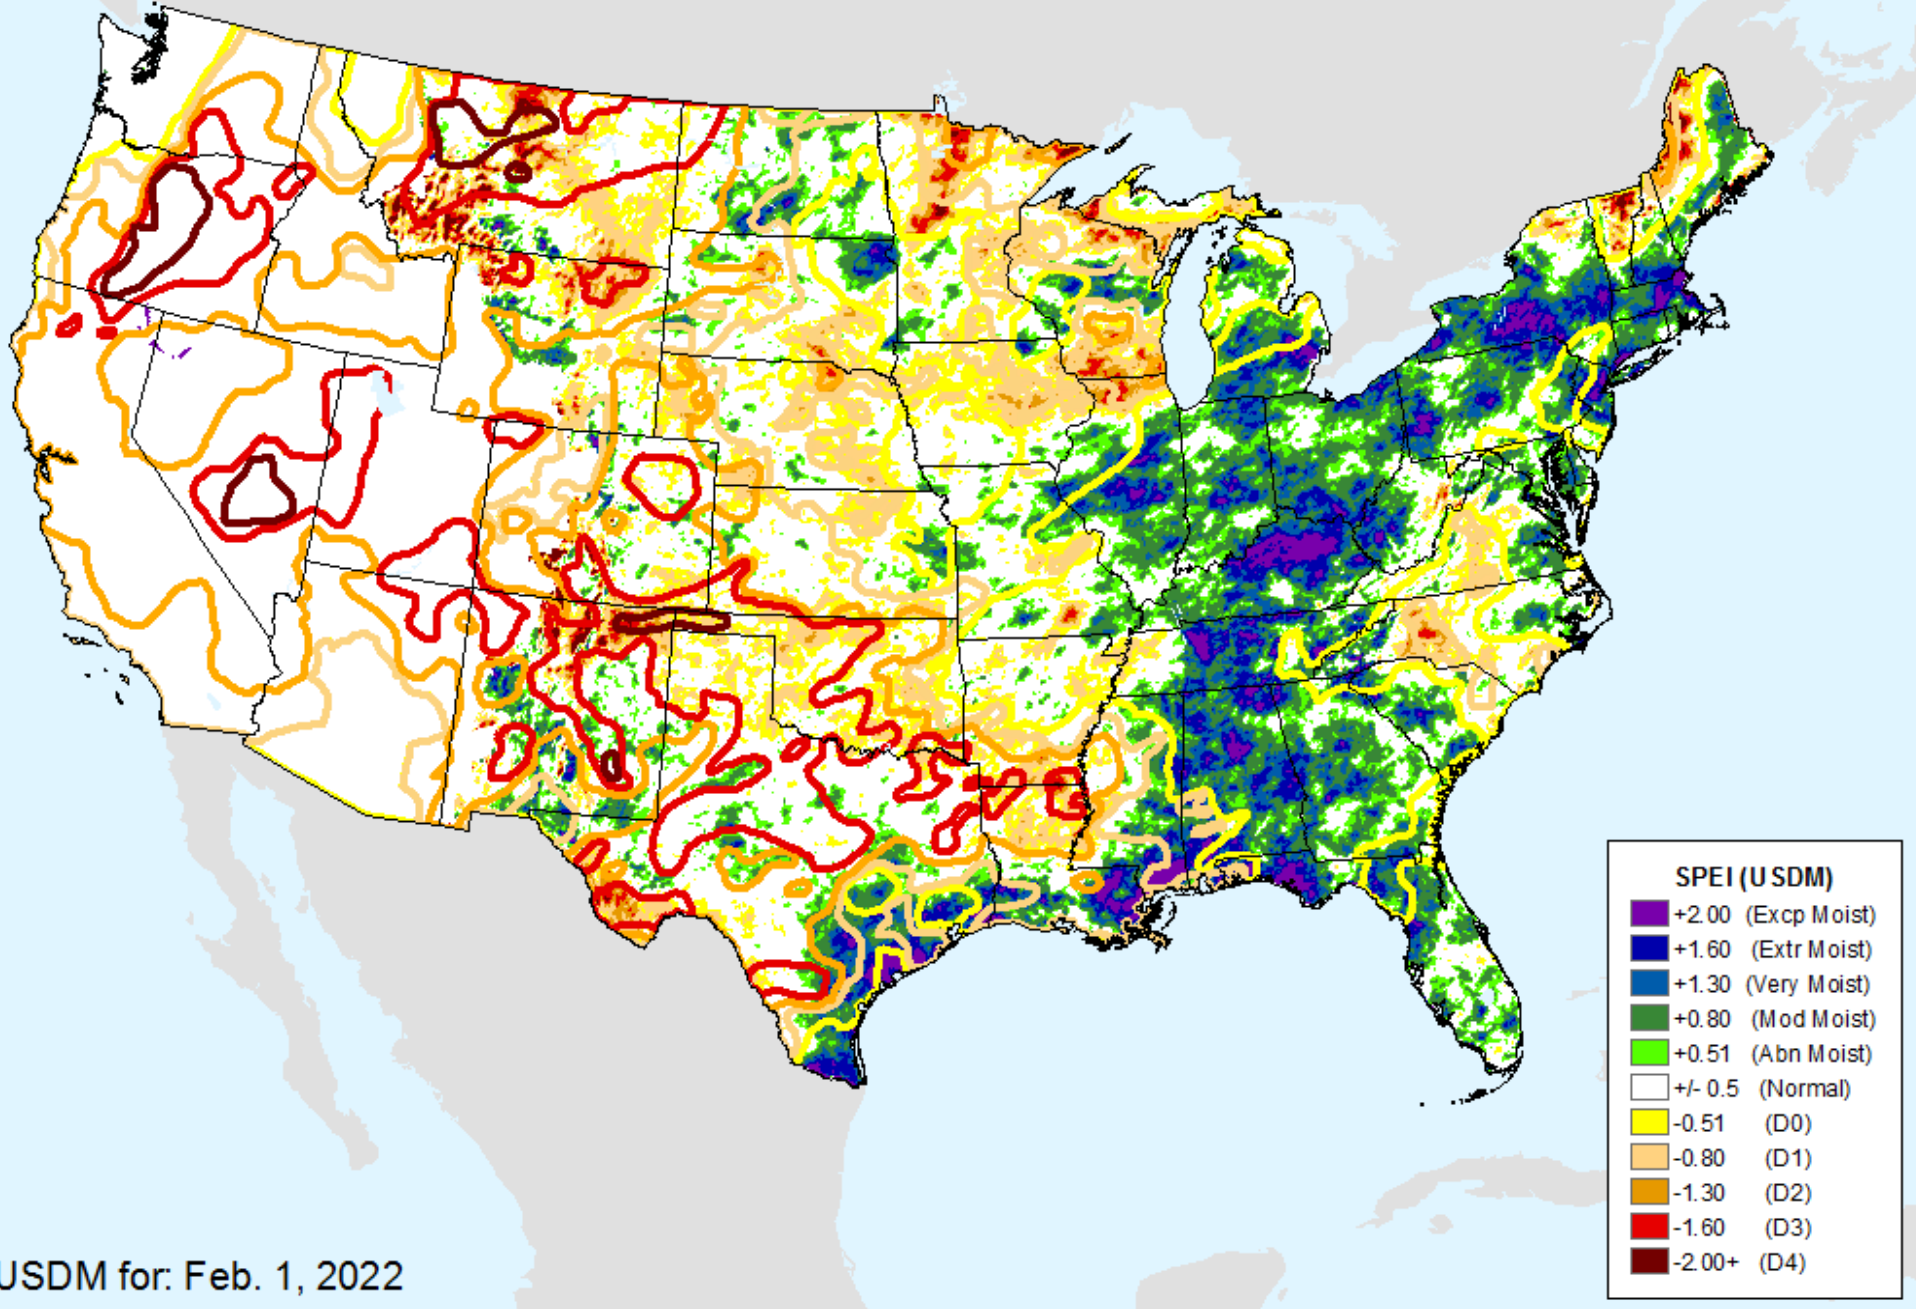 SPEI (USDM)
+2.00 (Excp Moist)
+1.60 (Extr Moist)
+1.30 (Very Moist)
+0.80 (Mod Moist)
+0.51 (Abn Moist)
+/- 0.5 (Normal)
-0.51 (D0)
-0.80 (D1)
-1.30 (D2)
-1.60 (D3)
-2.00+ (D4)
USDM for: Feb. 1, 2022